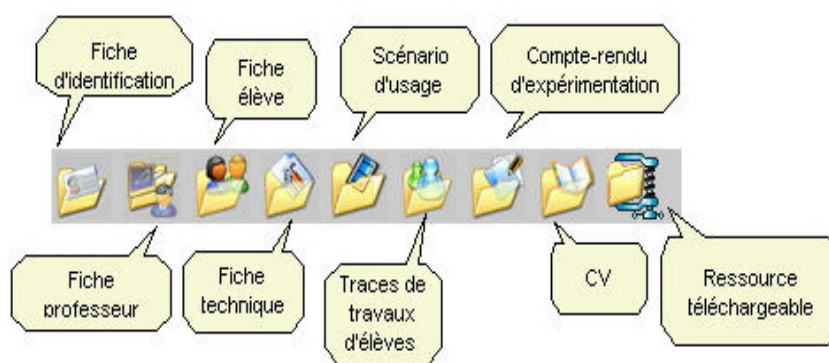 Fiche
d'identification
Fiche
élève
Scénario
d'usage
Compte-rendu
d'expérimentation
Fiche
professeur
Fiche
technique
Traces de
travaux
d'élèves
CV
Ressource
téléchargeable